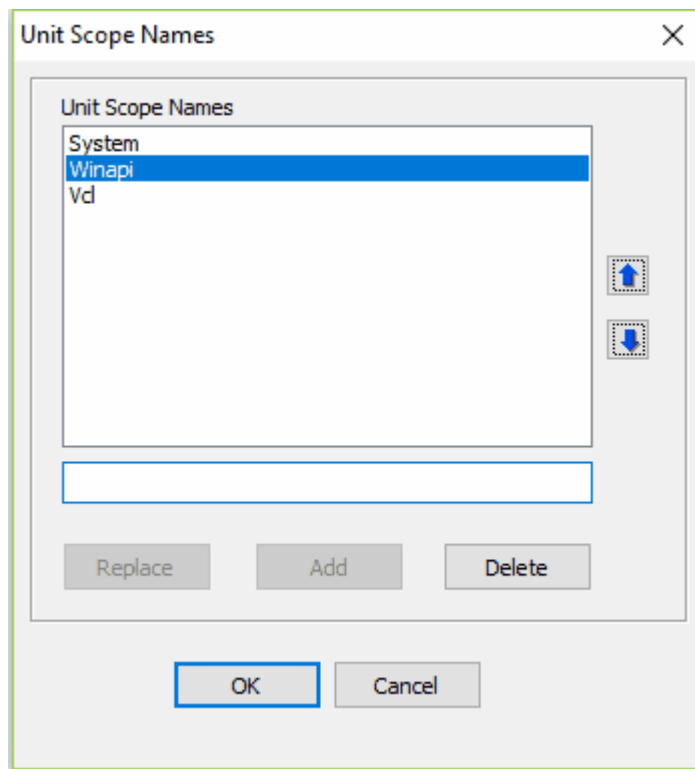 Unit Scope Names
Unit Scope Names
System
Winapi
Vcl
Replace Add Delete
OK Cancel